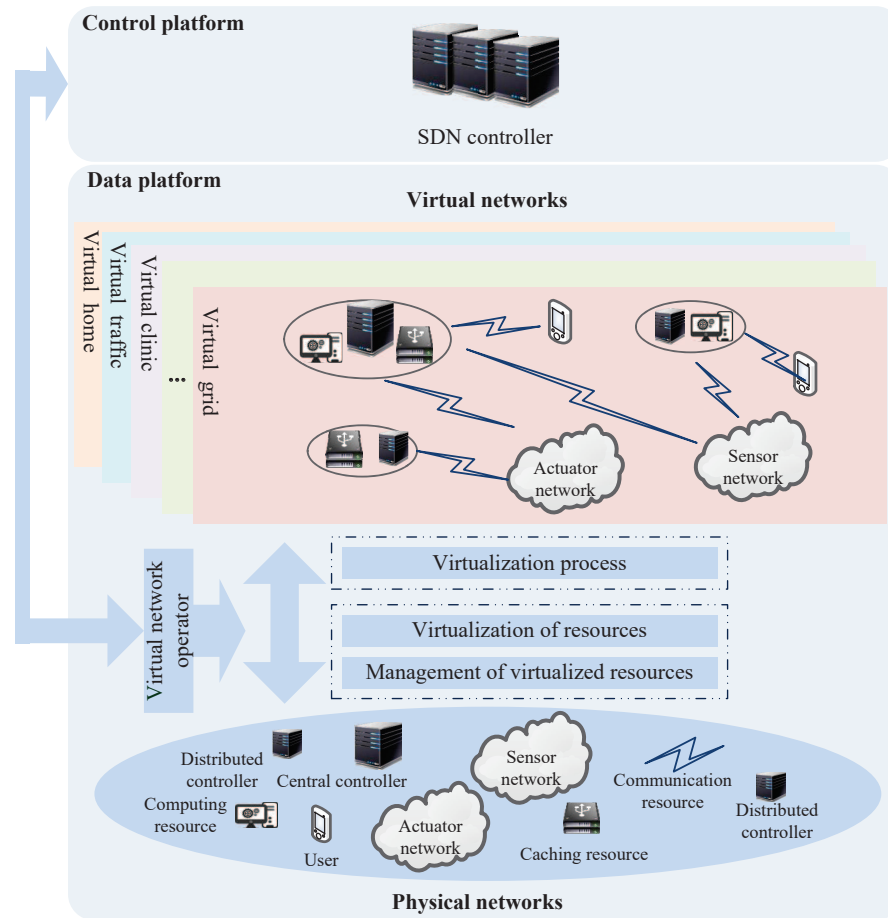 Control platform
SDN controller
Data platform
Virtual networks
Virtual home
Virtual traffic
Virtual clinic
...
Virtual grid
Actuator
network
Sensor
network
Virtual network
operator
Virtualization process
Virtualization of resources
Management of virtualized resources
Distributed
controller
Central controller
Sensor
network
Communication
resource
Distributed
controller
Computing
resource
User
Actuator
network
Caching resource
Physical networks